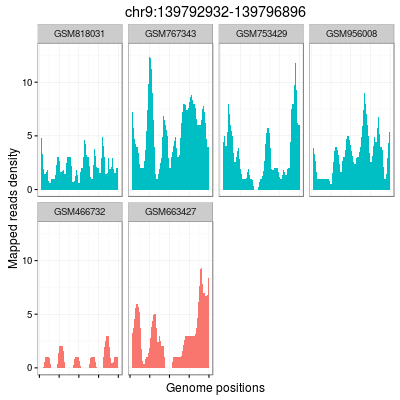 chr9:139792932-139796896
GSM818031 GSM767343 GSM753429 GSM956008
10
5
0
GSM466732 GSM663427
10
5
0
Mapped reads density
Genome positions